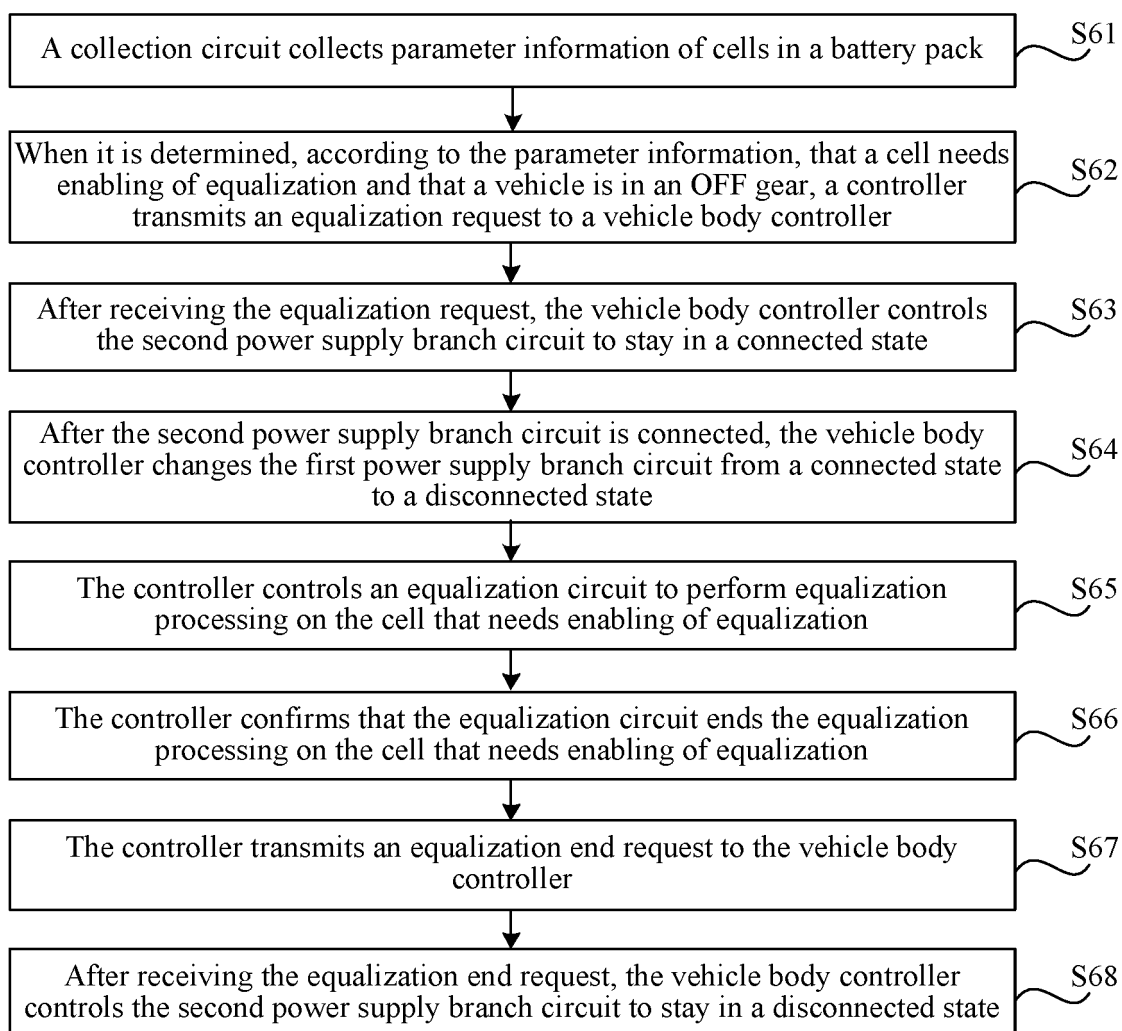 A collection circuit collects parameter information of cells in a battery pack
S61
When it is determined, according to the parameter information, that a cell needs
enabling of equalization and that a vehicle is in an OFF gear, a controller
transmits an equalization request to a vehicle body controller
S62
After receiving the equalization request, the vehicle body controller controls
the second power supply branch circuit to stay in a connected state
S63
After the second power supply branch circuit is connected, the vehicle body
controller changes the first power supply branch circuit from a connected state
to a disconnected state
S64
The controller controls an equalization circuit to perform equalization
processing on the cell that needs enabling of equalization
S65
The controller confirms that the equalization circuit ends the equalization
processing on the cell that needs enabling of equalization
S66
The controller transmits an equalization end request to the vehicle body
controller
S67
After receiving the equalization end request, the vehicle body controller
controls the second power supply branch circuit to stay in a disconnected state
S68